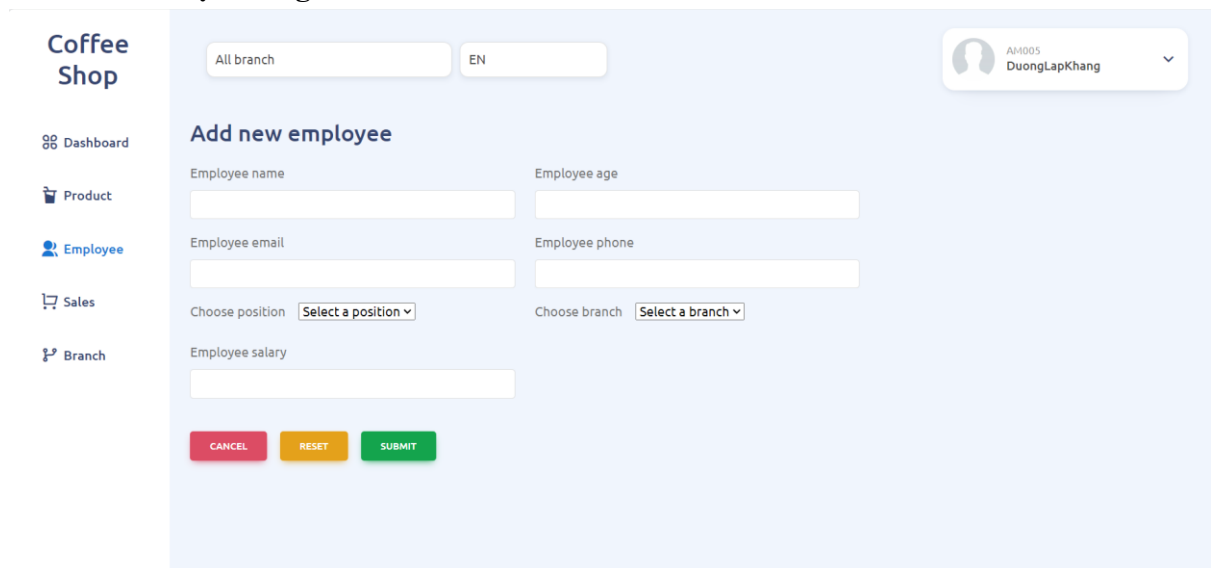 Coffee
Shop
All branch
EN
AM005
DuongLapKhang
Dashboard
Product
Employee
Sales
Branch
Add new employee
Employee name
Employee age
Employee email
Employee phone
Choose position Select a position
Choose branch Select a branch
Employee salary
CANCEL
RESET
SUBMIT